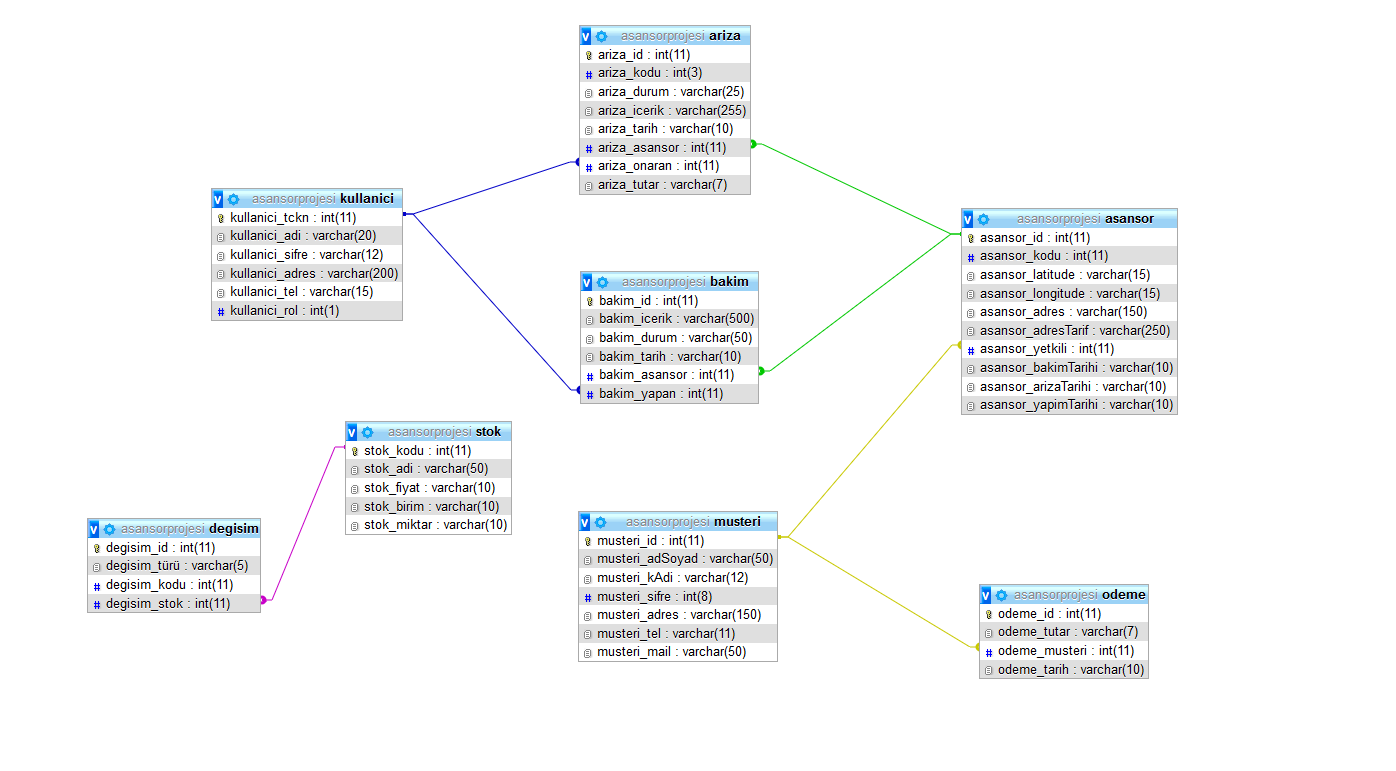 asansorprojesi ariza
ariza_id : int(11)
ariza_kodu : int(3)
ariza_durum : varchar(25)
ariza_icerik : varchar(255)
ariza_tarih : varchar(10)
ariza_asansor : int(11)
ariza_onaran : int(11)
ariza_tutar : varchar(7)
asansorprojesi kullanici
kullanici_tckn : int(11)
kullanici_adi : varchar(20)
kullanici_sifre : varchar(12)
kullanici_adres : varchar(200)
kullanici_tel : varchar(15)
kullanici_rol : int(1)
asansorprojesi asansor
asansor_id : int(11)
asansor_kodu : int(11)
asansor_latitude : varchar(15)
asansor_longitude : varchar(15)
asansor_adres : varchar(150)
asansor_adresTarif : varchar(250)
asansor_yetkili : int(11)
asansor_bakimTarihi : varchar(10)
asansor_arizaTarihi : varchar(10)
asansor_yapimTarihi : varchar(10)
asansorprojesi bakim
bakim_id : int(11)
bakim_icerik : varchar(500)
bakim_durum : varchar(50)
bakim_tarih : varchar(10)
bakim_asansor : int(11)
bakim_yapan : int(11)
asansorprojesi stok
stok_kodu : int(11)
stok_adi : varchar(50)
stok_fiyat : varchar(10)
stok_birim : varchar(10)
stok_miktar : varchar(10)
asansorprojesi degisim
degisim_id : int(11)
degisim_türü : varchar(5)
degisim_kodu : int(11)
degisim_stok : int(11)
asansorprojesi musteri
musteri_id : int(11)
musteri_adSoyad : varchar(50)
musteri_kAdi : varchar(12)
musteri_sifre : int(8)
musteri_adres : varchar(150)
musteri_tel : varchar(11)
musteri_mail : varchar(50)
asansorprojesi odeme
odeme_id : int(11)
odeme_tutar : varchar(7)
odeme_musteri : int(11)
odeme_tarih : varchar(10)